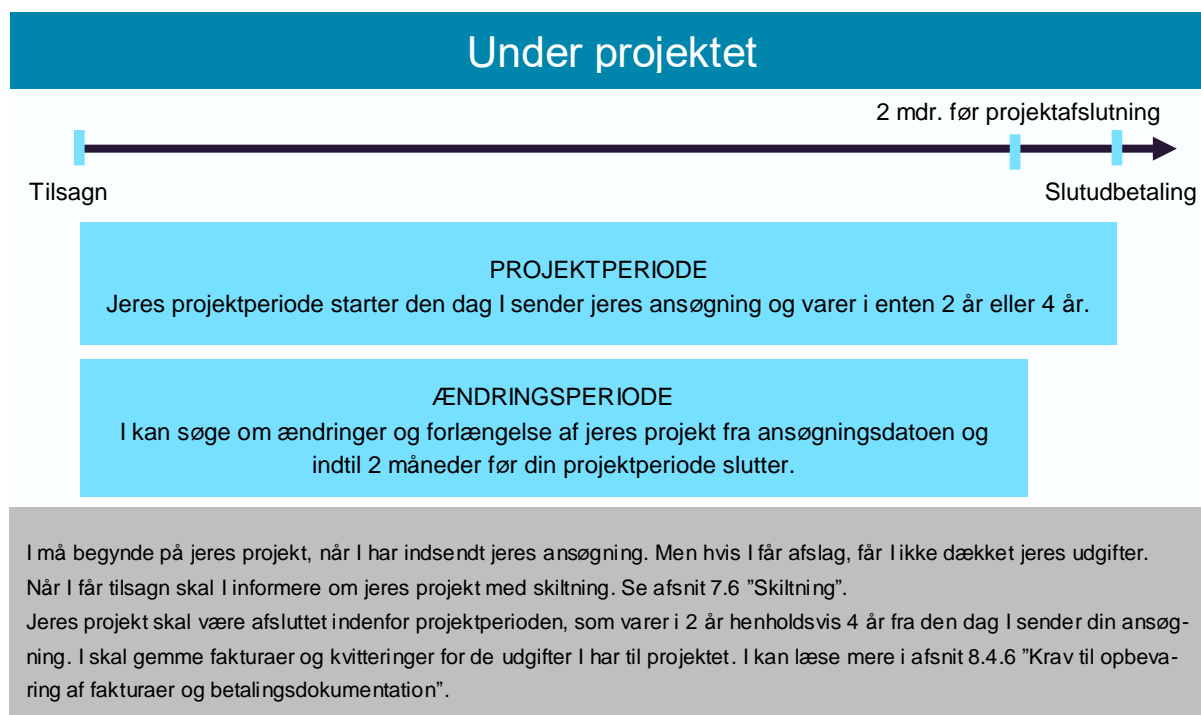 Under projektet
2 mdr. før projektafslutning
Tilsagn
Slutudbetaling
PROJEKTPERIODE
Jeres projektperiode starter den dag I sender jeres ansøgning og varer i enten 2 år eller 4 år.
ÆNDRINGSPERIODE
I kan søge om ændringer og forlængelse af jeres projekt fra ansøgningsdatoen og
indtil 2 måneder før din projektperiode slutter.
I må begynde på jeres projekt, når I har indsendt jeres ansøgning. Men hvis I får afslag, får I ikke dækket jeres udgifter.
Når I får tilsagn skal I informere om jeres projekt med skiltning. Se afsnit 7.6 ”Skiltning”.
Jeres projekt skal være afsluttet indenfor projektperioden, som varer i 2 år henholdsvis 4 år fra den dag I sender din ansøg-
ning. I skal gemme fakturaer og kvitteringer for de udgifter I har til projektet. I kan læse mere i afsnit 8.4.6 ”Krav til opbeva-
ring af fakturaer og betalingsdokumentation”.